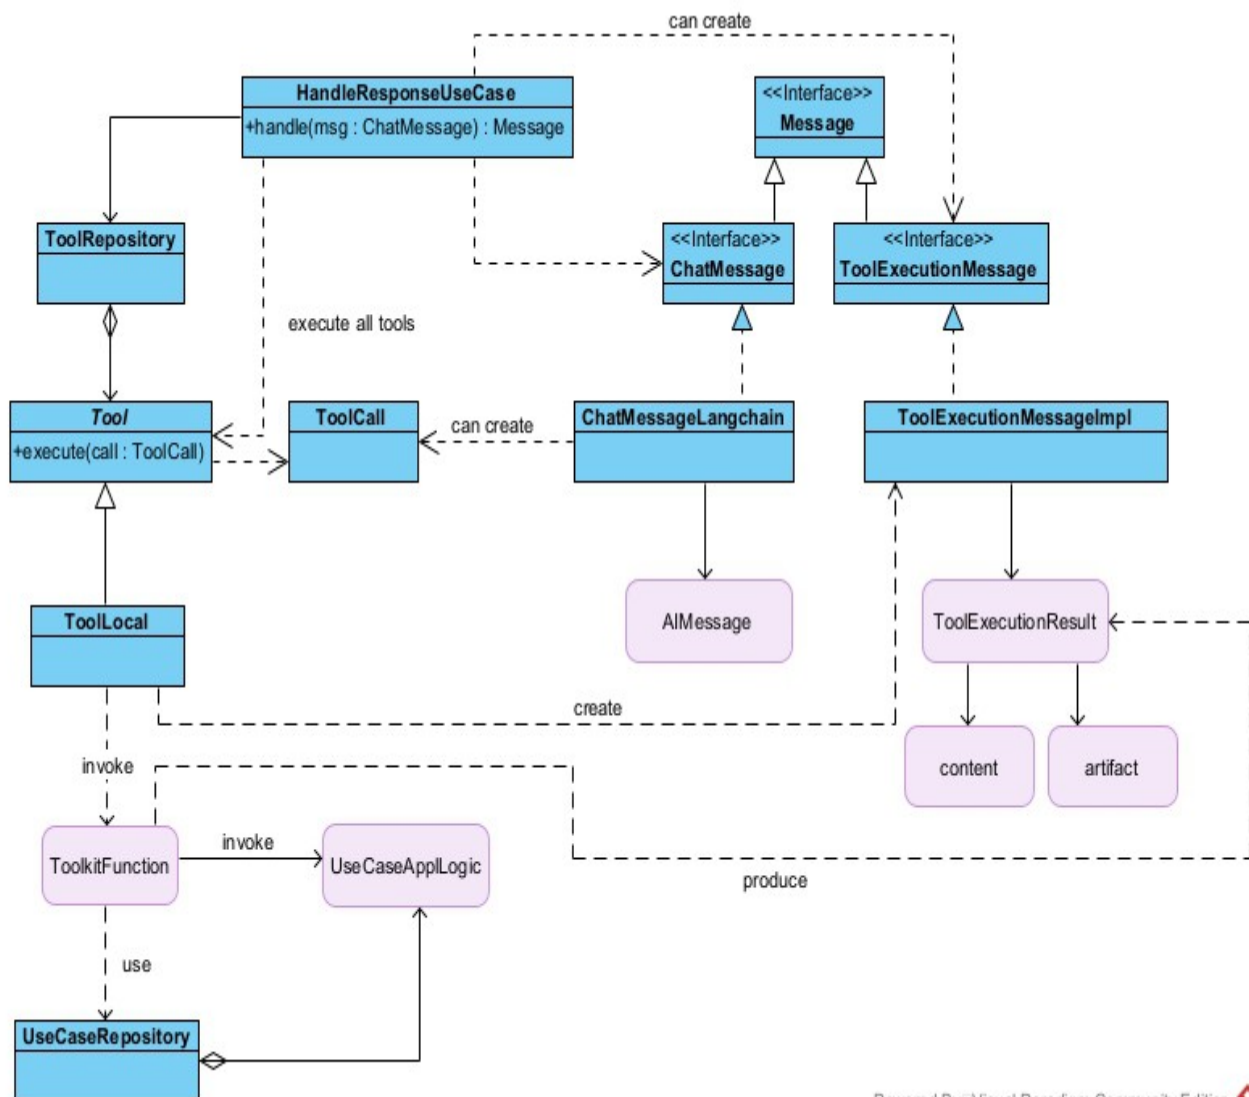 can create
HandleResponseUseCase
+handle(msg : ChatMessage) : Message
<<Interface>>
Message
ToolRepository
<<Interface>>
ChatMessage
<<Interface>>
ToolExecutionMessage
execute all tools
Tool
+execute(call : ToolCall)
ToolCall
can create
ChatMessageLangchain
ToolExecutionMessageImpl
AIMessage
ToolExecutionResult
ToolLocal
create
content
artifact
invoke
ToolkitFunction
invoke
UseCaseApplLogic
produce
use
UseCaseRepository